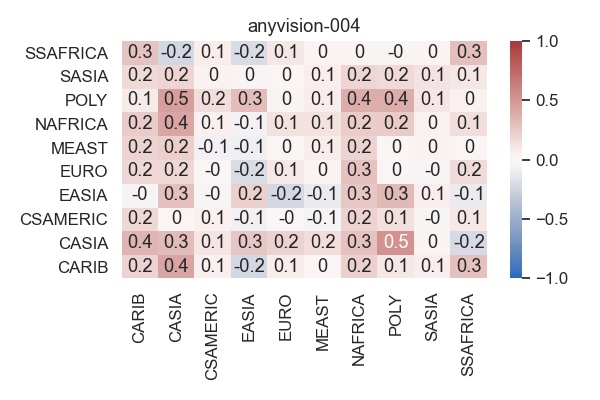 anyvision-004
SSAFRICA 0.3 -0.2 0.1 -0.2 0.1 0 0 -0 0 0.3 1.0
SASIA 0.2 0.2 0 0 0 0.1 0.2 0.2 0.1 0.1
POLY 0.1 0.5 0.2 0.3 0 0.1 0.4 0.4 0.1 0 0.5
NAFRICA 0.2 0.4 0.1 -0.1 0.1 0.1 0.2 0.2 0 0.1
MEAST 0.2 0.2 -0.1 -0.1 0 0.1 0.2 0 0 0 0.0
EURO 0.2 0.2 -0 -0.2 0.1 0 0.3 0 -0 0.2
EASIA -0 0.3 -0 0.2 -0.2 -0.1 0.3 0.3 0.1 -0.1
CSAMERIC 0.2 0 0.1 -0.1 -0 -0.1 0.2 0.1 -0 0.1 −0.5
CASIA 0.4 0.3 0.1 0.3 0.2 0.2 0.3 0.5 0 -0.2
CARIB 0.2 0.4 0.1 -0.2 0.1 0 0.2 0.1 0.1 0.3 −1.0
CARIB CASIA CSAMERIC EASIA EURO MEAST NAFRICA POLY SASIA SSAFRICA